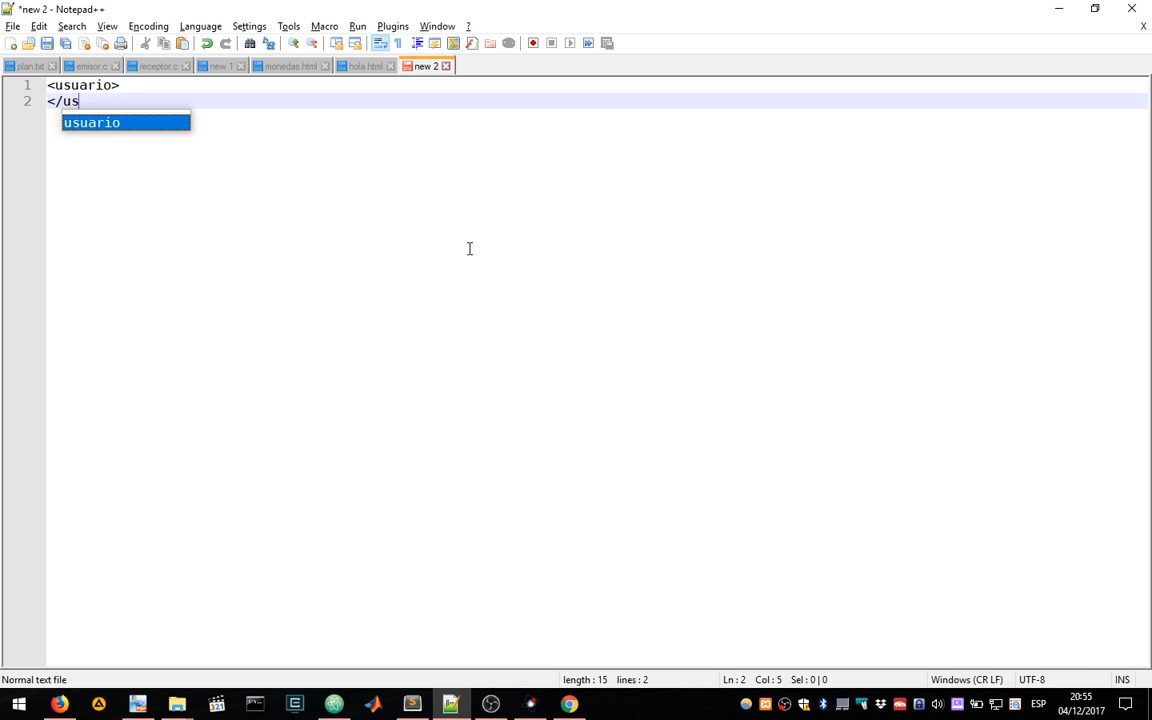 *new 2 - Notepad++
File Edit Search View Encoding Language Settings Tools Macro Run Plugins Window ?
X
plan.txt emisor.c receptor.c new 1 monedas.html hola.html new 2
1 <usuario>
2 </us
usuario
Normal text file length : 15 lines : 2 Ln : 2 Col : 5 Sel : 0 | 0 Windows (CR LF) UTF-8 INS
ESP 20:55
04/12/2017